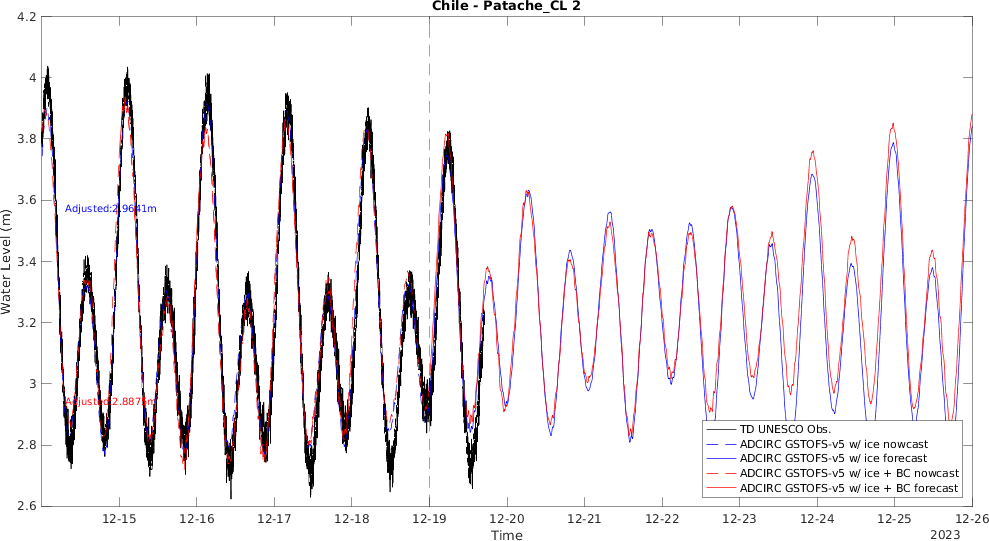 Chile - Patache_CL 2
4.2
4
3.8
3.6
3.4
3.2
3
2.8
2.6
Water Level (m)
Adjusted:2.9641m
TD UNESCO Obs.
ADCIRC GSTOFS-v5 w/ ice nowcast
ADCIRC GSTOFS-v5 w/ ice forecast
ADCIRC GSTOFS-v5 w/ ice + BC nowcast
ADCIRC GSTOFS-v5 w/ ice + BC forecast
12-15 12-16 12-17 12-18 12-19 12-20 12-21 12-22 12-23 12-24 12-25 12-26
Time
2023